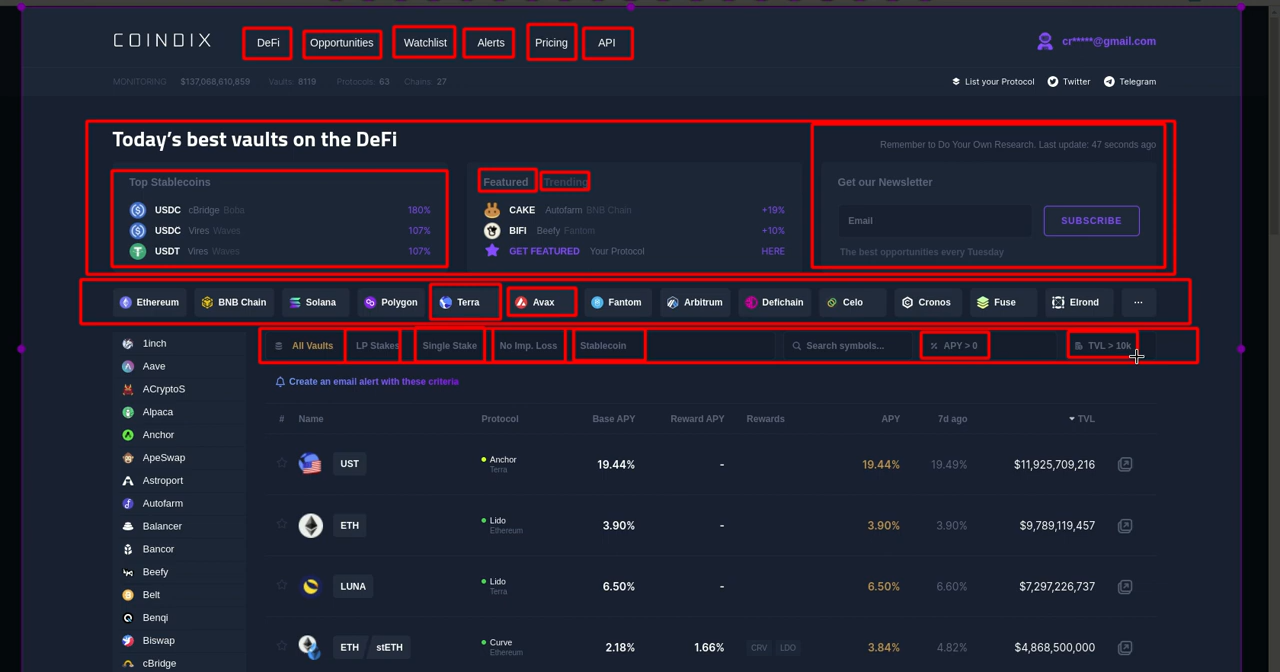 COINDIX DeFi Opportunities Watchlist Alerts Pricing API cr*****@gmail.com
MONITORING $137,068,610,859 Vaults: 8119 Protocols: 63 Chains: 27 List your Protocol Twitter Telegram
Today's best vaults on the DeFi
Remember to Do Your Own Research. Last update: 47 seconds ago
Top Stablecoins
USDC cBridge Boba 180%
USDC Vires Waves 107%
USDT Vires Waves 107%
Featured Trending
CAKE Autofarm BNB Chain +19%
BIFI Beefy Fantom +10%
GET FEATURED Your Protocol HERE
Get our Newsletter
Email SUBSCRIBE
The best opportunities every Tuesday
Ethereum BNB Chain Solana Polygon Terra Avax Fantom Arbitrum Defichain Celo Cronos Fuse Elrond ...
1inch
Aave
ACryptoS
Alpaca
Anchor
ApeSwap
Astroport
Autofarm
Balancer
Bancor
Beefy
Belt
Benqi
Biswap
cBridge
All Vaults LP Stakes Single Stake No Imp. Loss Stablecoin Search symbols... APY > 0 TVL > 10k
Create an email alert with these criteria
# Name Protocol Base APY Reward APY Rewards APY 7d ago TVL
UST Anchor Terra 19.44% - 19.44% 19.49% $11,925,709,216
ETH Lido Ethereum 3.90% - 3.90% 3.90% $9,789,119,457
LUNA Lido Terra 6.50% - 6.50% 6.60% $7,297,226,737
ETH / stETH Curve Ethereum 2.18% 1.66% CRV LDO 3.84% 4.82% $4,868,500,000